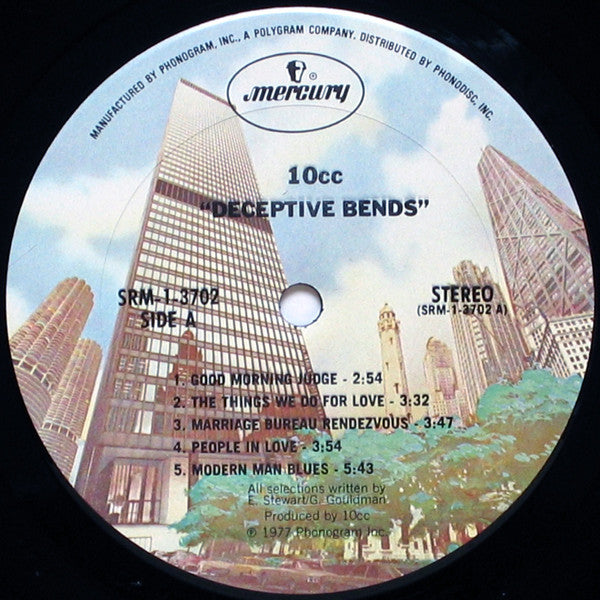 MANUFACTURED BY PHONOGRAM, INC., A POLYGRAM COMPANY. DISTRIBUTED BY PHONODISC, INC.
®
mercury
10cc
"DECEPTIVE BENDS"
SRM-1-3702
SIDE A
STEREO
(SRM-1-3702 A)
1. GOOD MORNING JUDGE - 2:54
2. THE THINGS WE DO FOR LOVE - 3:32
3. MARRIAGE BUREAU RENDEZVOUS - 3:47
4. PEOPLE IN LOVE - 3:54
5. MODERN MAN BLUES - 5:43
All selections written by
E. Stewart/G. Gouldman
Produced by 10cc
℗ 1977 Phonogram Inc.